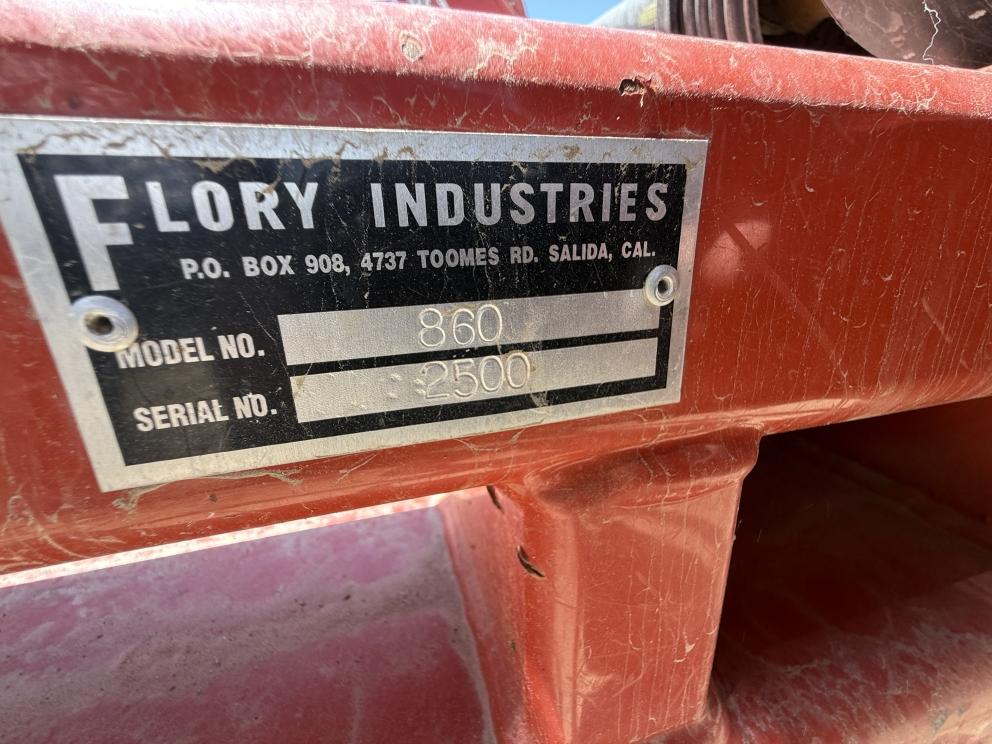 FLORY INDUSTRIES
P.O. BOX 908, 4737 TOOMES RD. SALIDA, CAL.
MODEL NO. 860
SERIAL NO. 2500